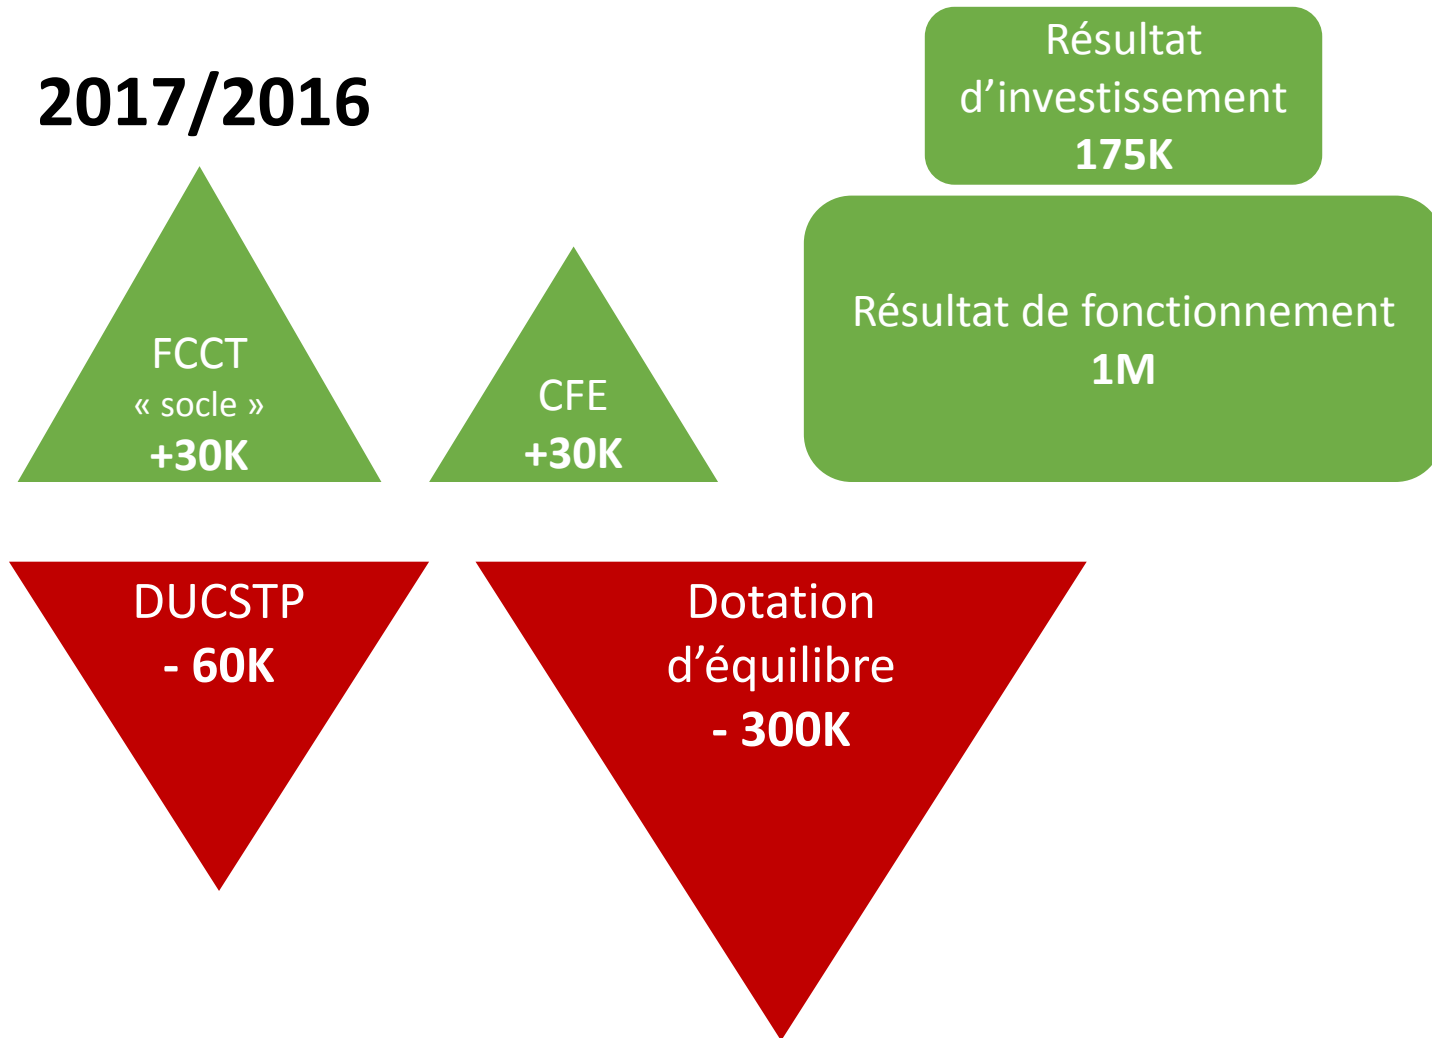 2017/2016
Résultat
d’investissement
175K
Résultat de fonctionnement
1M
FCCT
« socle »
+30K
CFE
+30K
DUCSTP
- 60K
Dotation
d’équilibre
- 300K